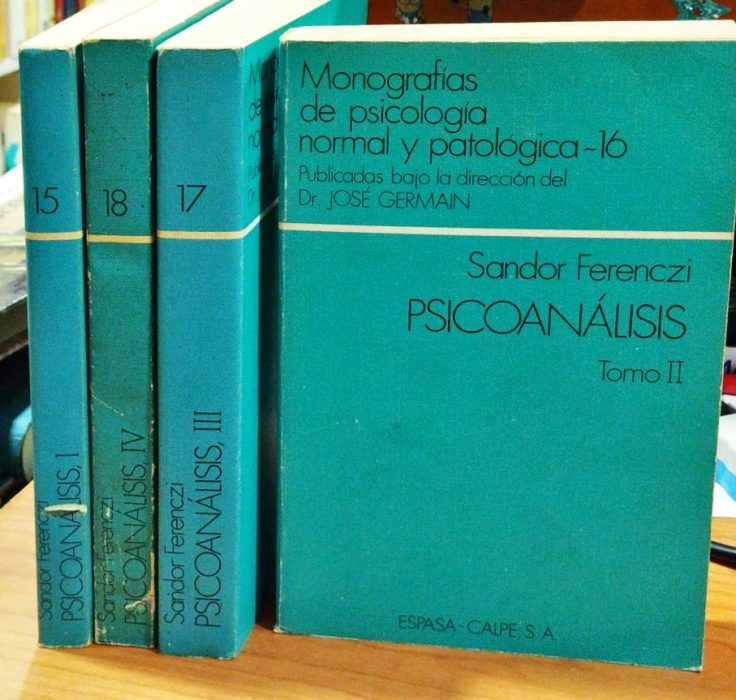 15
Sandor Ferenczi
PSICOANÁLISIS, I
18
Sandor Ferenczi
PSICOANÁLISIS, IV
17
Sandor Ferenczi
PSICOANÁLISIS, III
Monografías
de psicología
normal y patológica~16
Publicadas bajo la dirección del
Dr. JOSÉ GERMAIN
Sandor Ferenczi
PSICOANÁLISIS
Tomo II
ESPASA-CALPE, S. A.